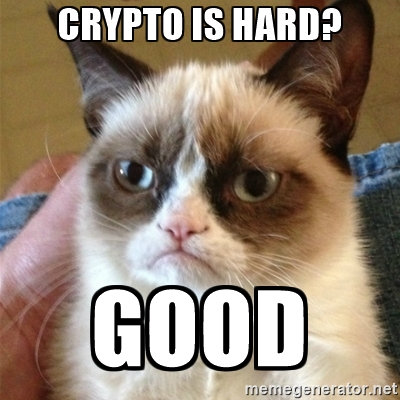 CRYPTO IS HARD?
GOOD
memegenerator.net